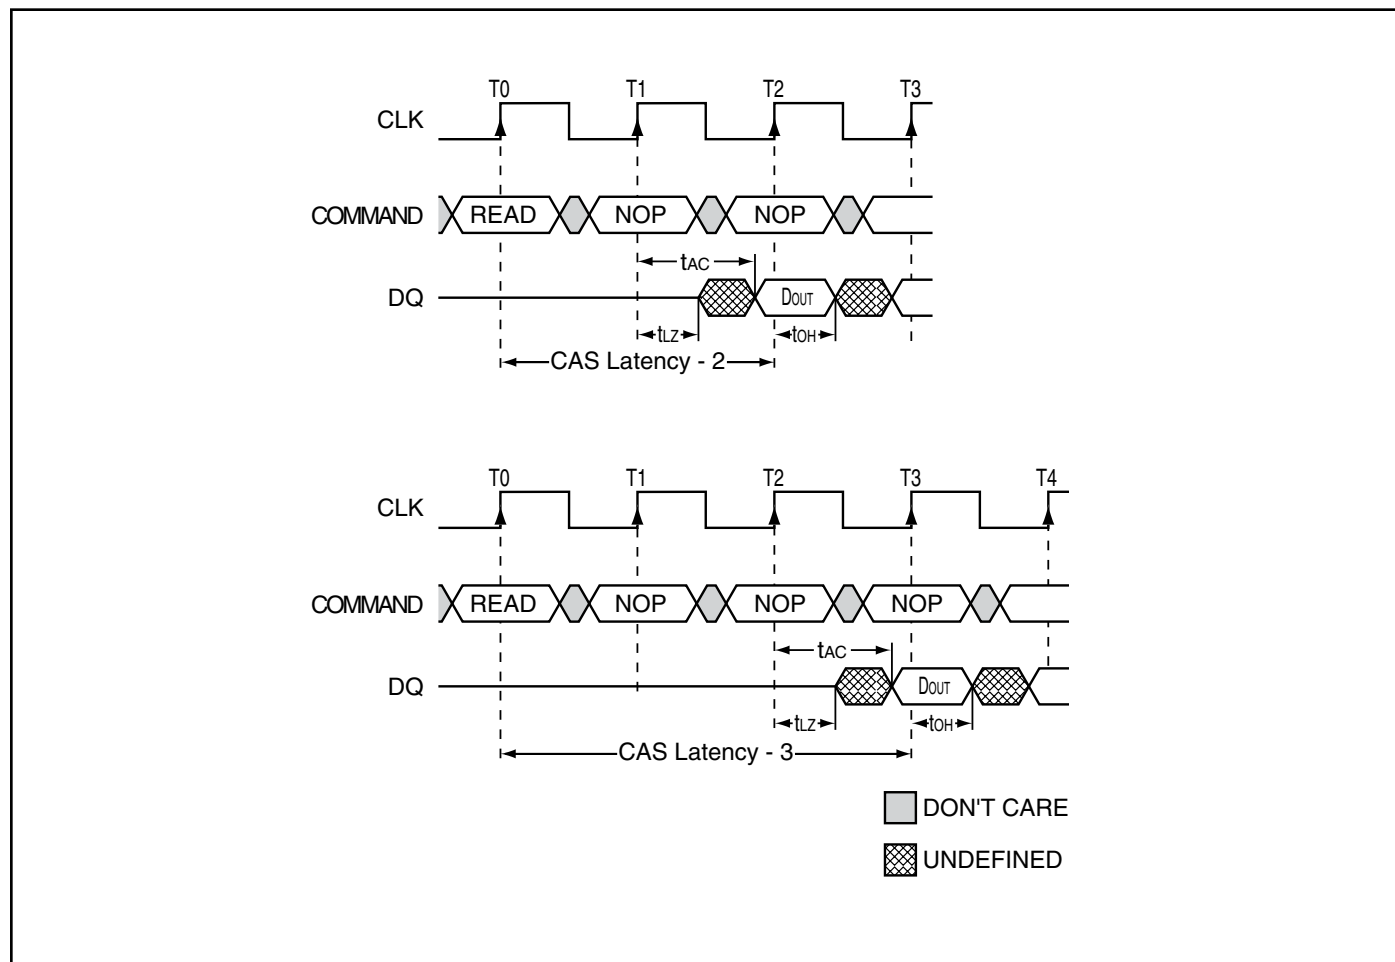 T0 T1 T2 T3
CLK
COMMAND READ NOP NOP
tAC
DQ DOUT
tLZ tOH
CAS Latency - 2
T0 T1 T2 T3 T4
CLK
COMMAND READ NOP NOP NOP
tAC
DQ DOUT
tLZ tOH
CAS Latency - 3
DON'T CARE
UNDEFINED